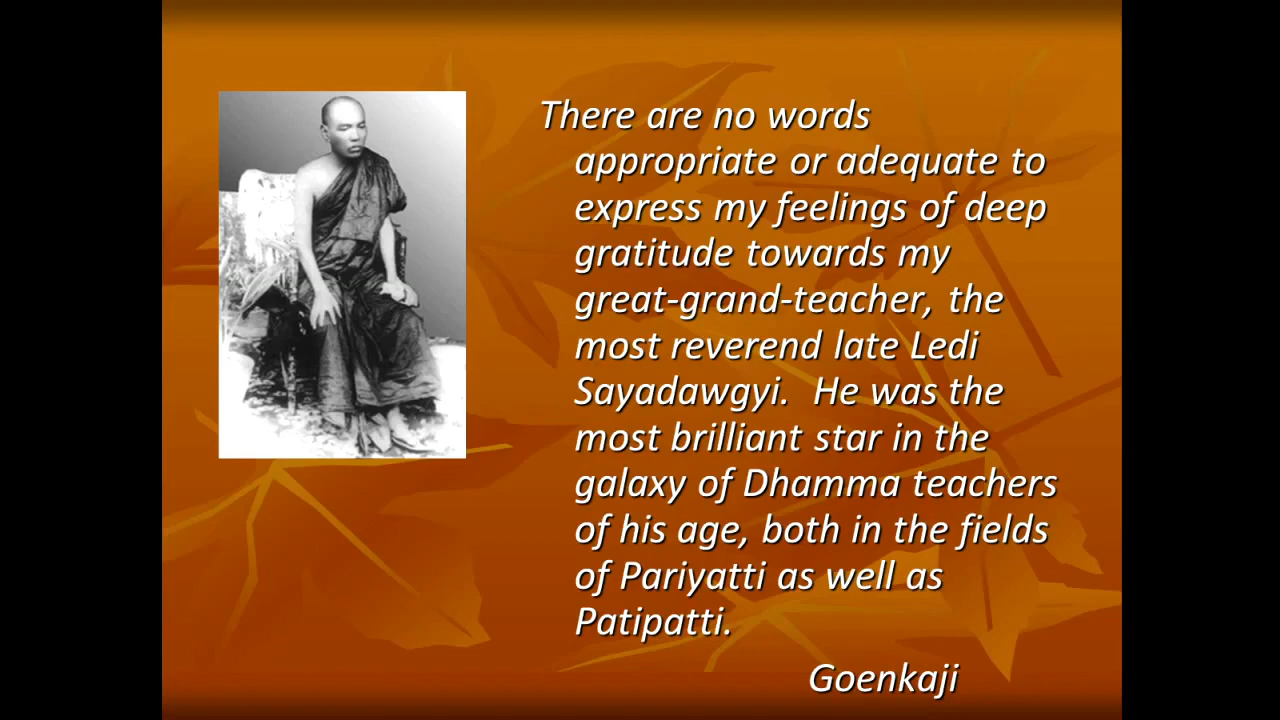 There are no words
appropriate or adequate to
express my feelings of deep
gratitude towards my
great-grand-teacher, the
most reverend late Ledi
Sayadawgyi.  He was the
most brilliant star in the
galaxy of Dhamma teachers
of his age, both in the fields
of Pariyatti as well as
Patipatti.
Goenkaji